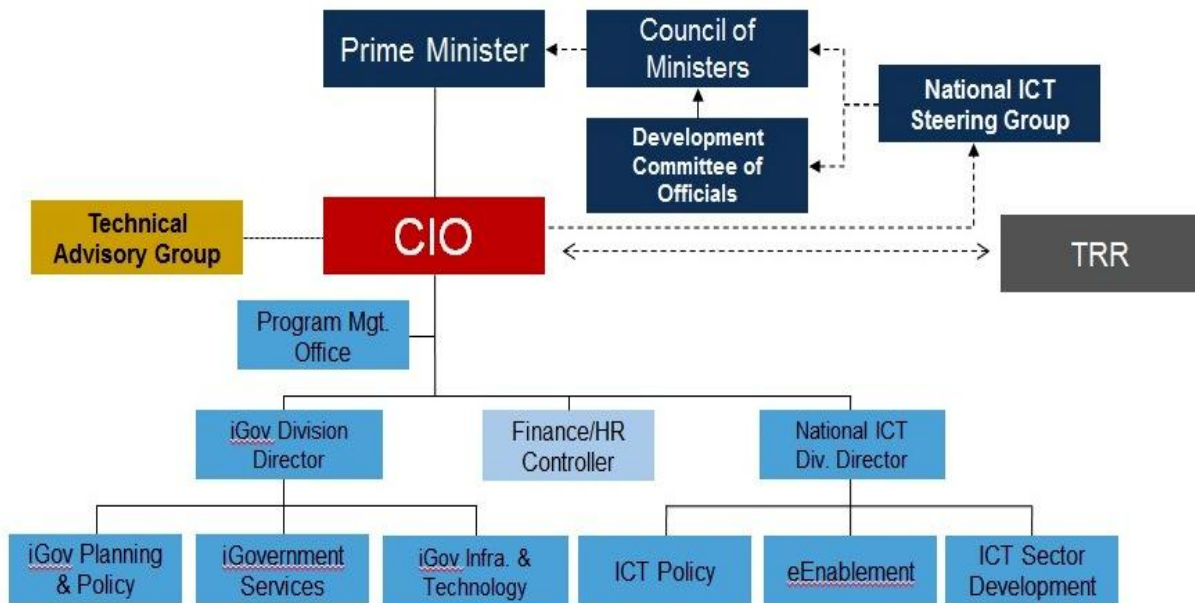 Prime Minister
Council of
Ministers
National ICT
Steering Group
Development
Committee of
Officials
Technical
Advisory Group
CIO
TRR
Program Mgt.
Office
iGov Division
Director
Finance/HR
Controller
National ICT
Div. Director
iGov Planning
& Policy
iGovernment
Services
iGov Infra. &
Technology
ICT Policy
eEnablement
ICT Sector
Development